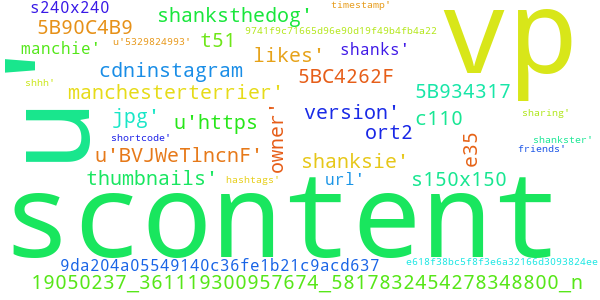 s240x240
shanksthedog'
timestamp'
vp
5B90C4B9
9741f9c71665d96e90d19f49b4fb4a22
manchie'
u'5329824993'
t51
likes'
shanks'
u'
cdninstagram
5BC4262F
shhh'
manchesterterrier'
5B934317
jpg'
u'https
version'
c110
sharing'
shortcode'
owner'
ort2
shankster'
u'BVJWeTlncnF'
shanksie'
e35
friends'
thumbnails'
hashtags'
url'
s150x150
scontent
9da204a05549140c36fe1b21c9acd637
e618f38bc5f8f3e6a32166d3093824ee
19050237_361119300957674_5817832454278348800_n